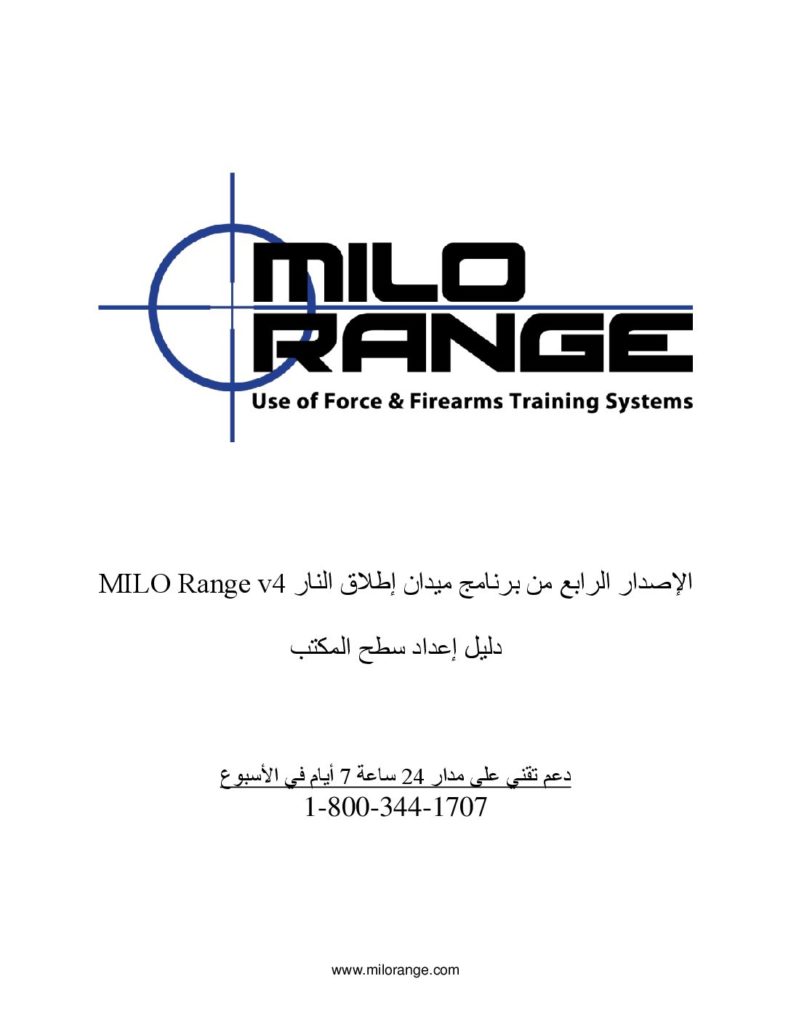 MILO
RANGE
Use of Force & Firearms Training Systems
الإصدار الرابع من برنامج ميدان إطلاق النار MILO Range v4
دليل إعداد سطح المكتب
دعم تقني على مدار 24 ساعة 7 أيام في الأسبوع
1-800-344-1707
www.milorange.com